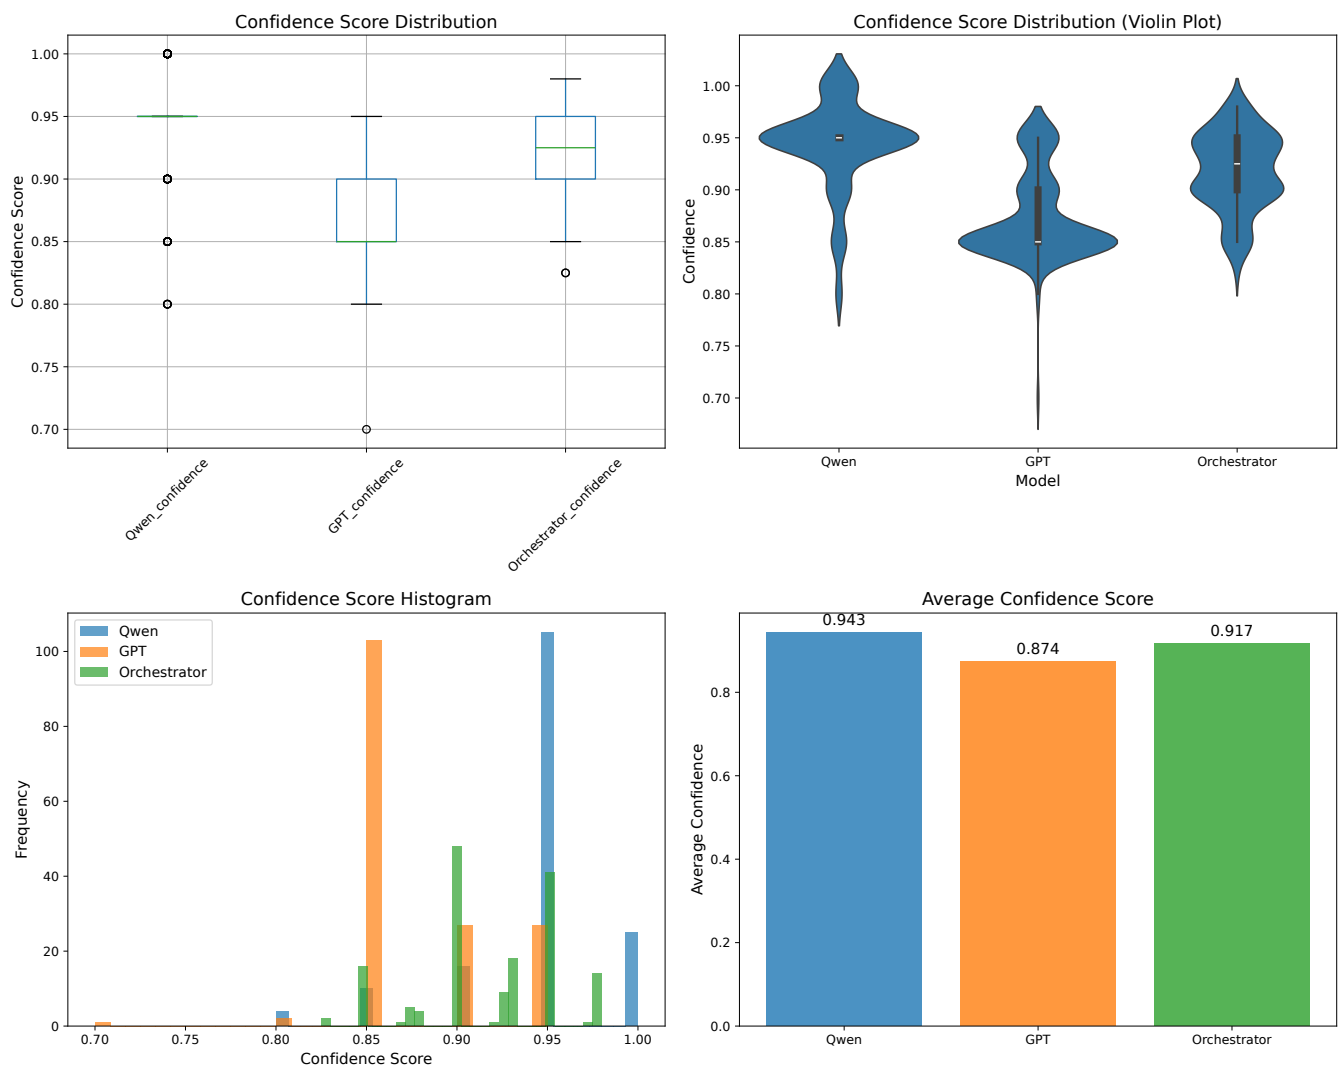 Confidence Score Distribution
Confidence Score
1.00
0.95
0.90
0.85
0.80
0.75
0.70
Qwen_confidence
GPT_confidence
Orchestrator_confidence
Confidence Score Distribution (Violin Plot)
Confidence
1.00
0.95
0.90
0.85
0.80
0.75
0.70
Qwen
GPT
Orchestrator
Model
Confidence Score Histogram
Qwen
GPT
Orchestrator
Frequency
100
80
60
40
20
0
0.70
0.75
0.80
0.85
0.90
0.95
1.00
Confidence Score
Average Confidence Score
0.943
0.874
0.917
Average Confidence
0.8
0.6
0.4
0.2
0.0
Qwen
GPT
Orchestrator